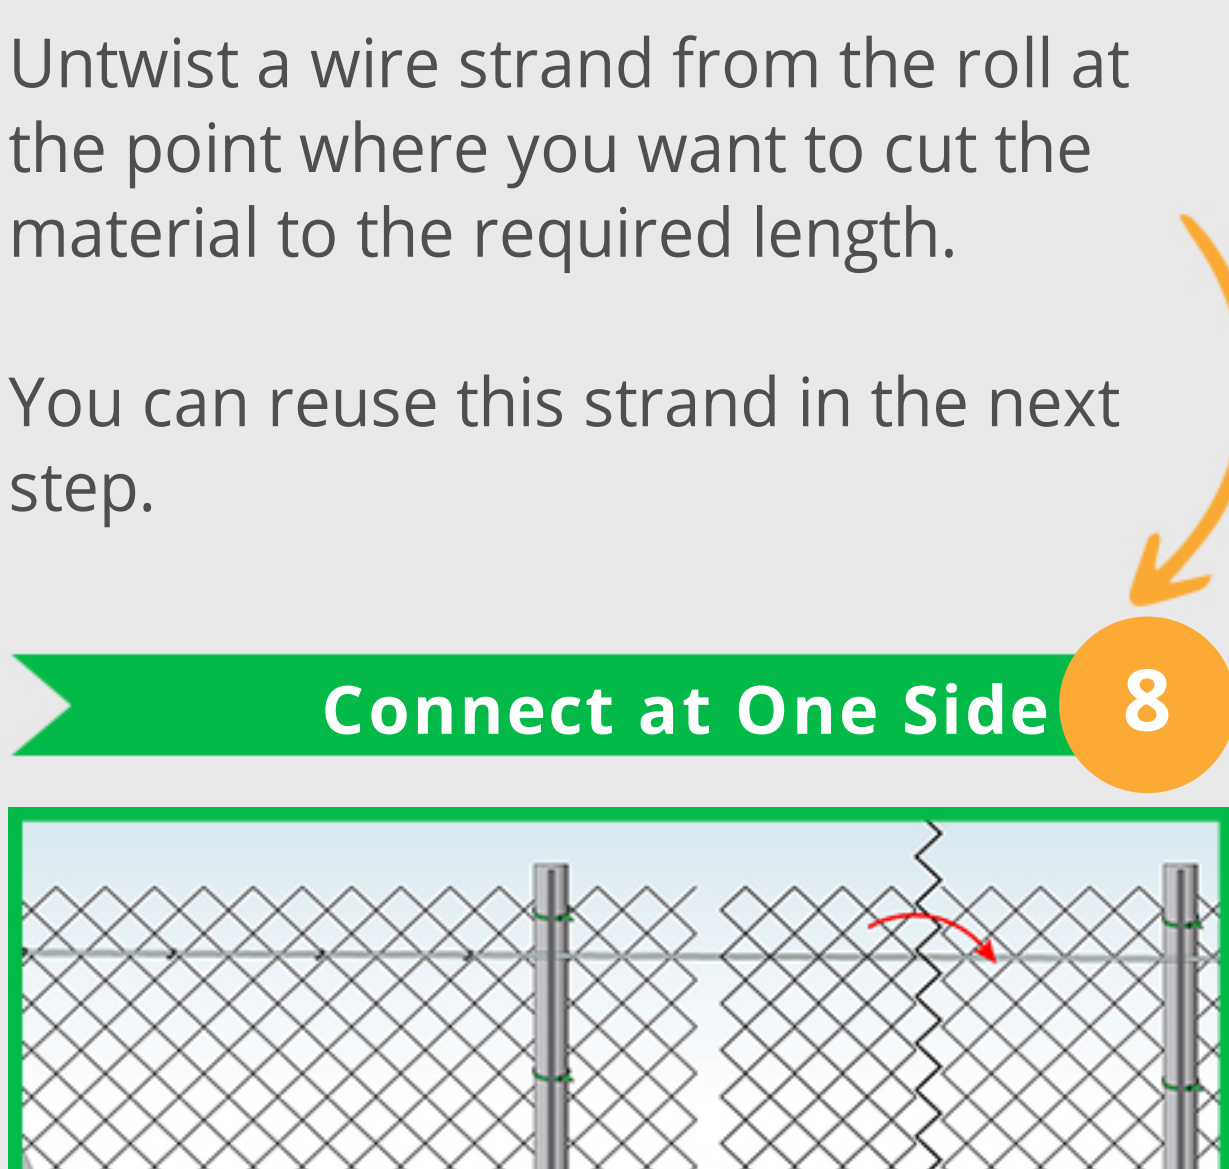 Untwist a wire strand from the roll at
the point where you want to cut the
material to the required length.
You can reuse this strand in the next
step.
Connect at One Side 8